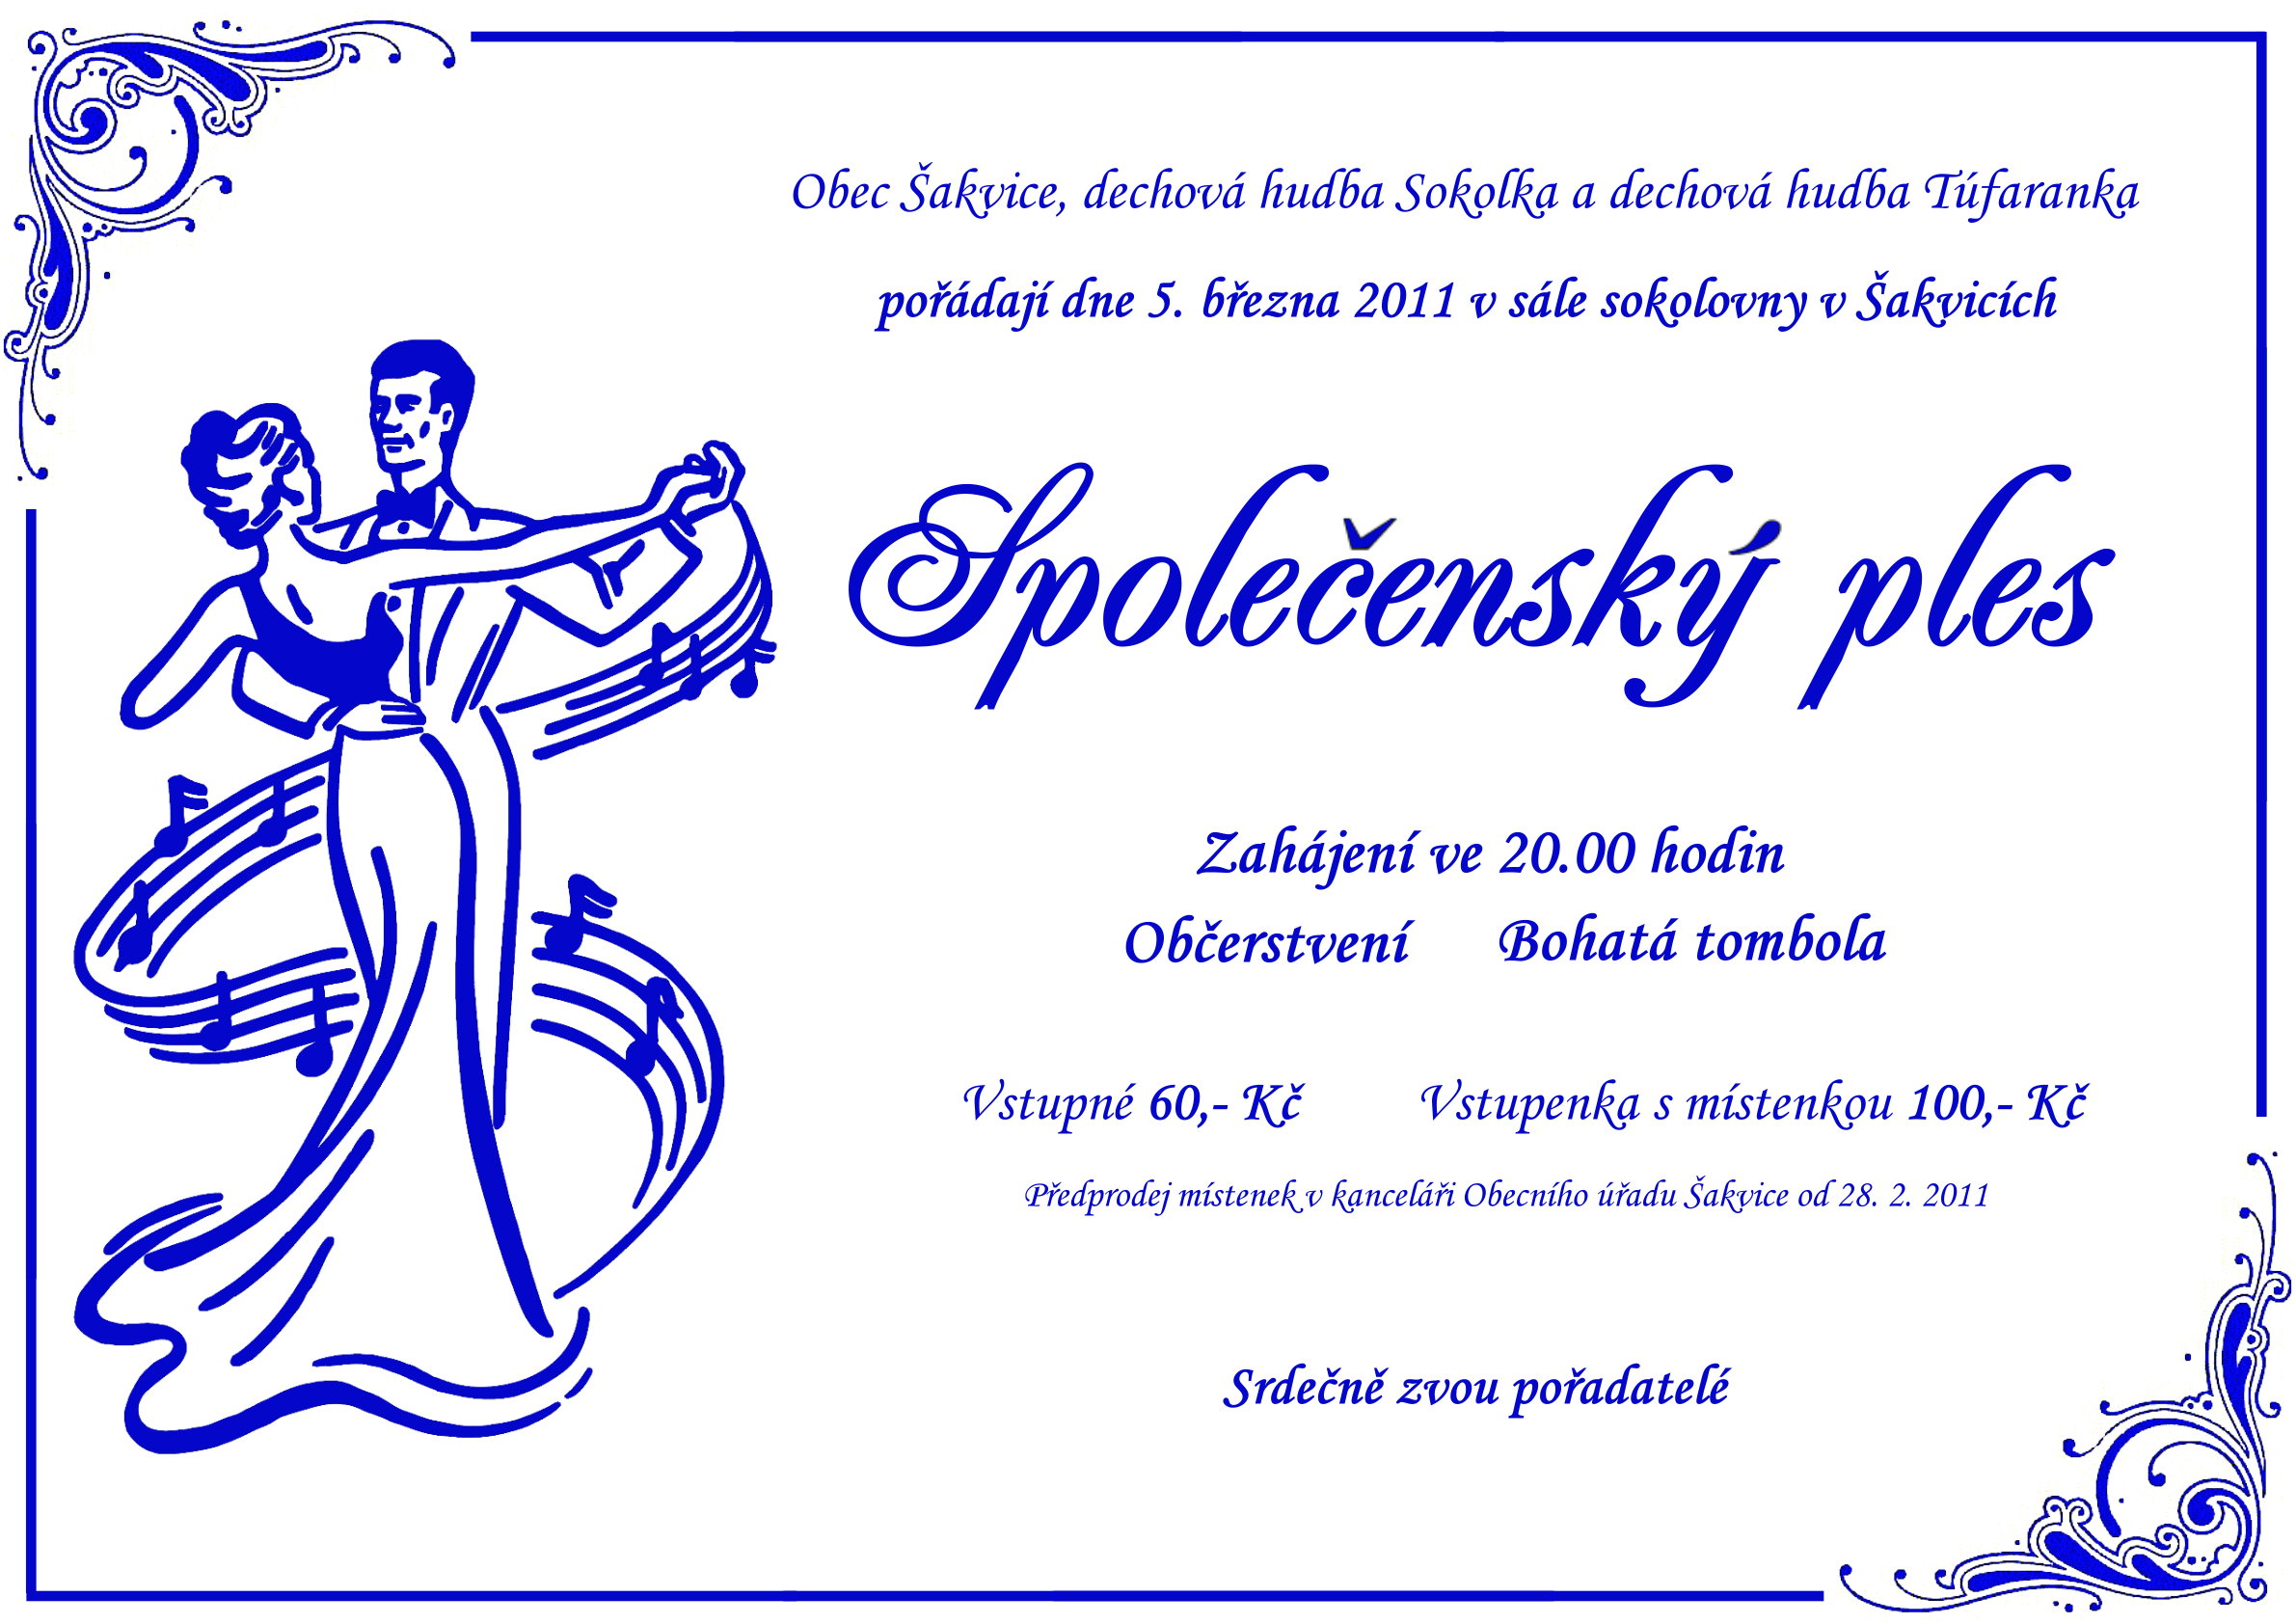 Obec Šakvice, dechová hudba Sokolka a dechová hudba Túfaranka
pořádají dne 5. března 2011 v sále sokolovny v Šakvicích
Společenský ples
Zahájení ve 20.00 hodin
Občerstvení Bohatá tombola
Vstupné 60,- Kč Vstupenka s místenkou 100,- Kč
Předprodej místenek v kanceláři Obecního úřadu Šakvice od 28. 2. 2011
Srdečně zvou pořadatelé